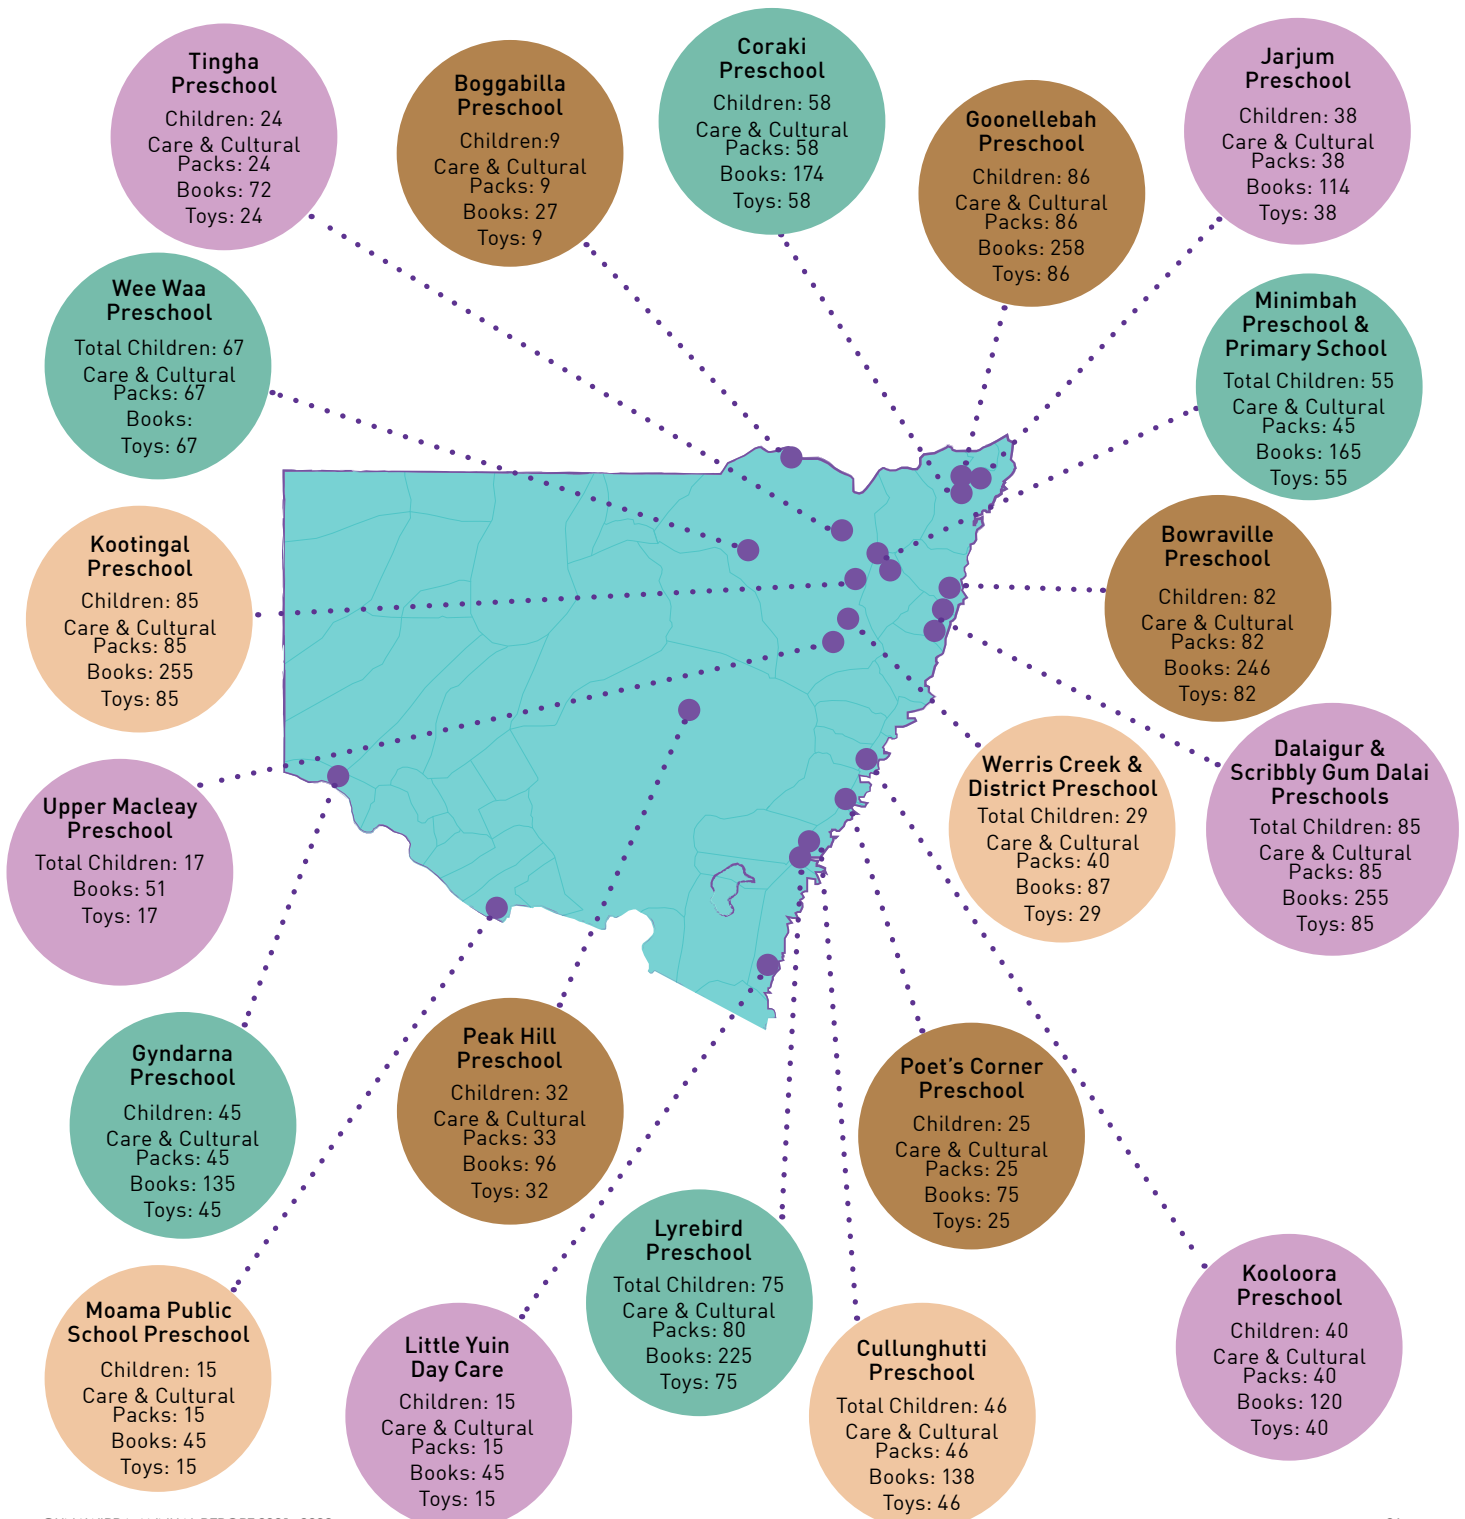 Tingha
Preschool
Children: 24
Care & Cultural
Packs: 24
Books: 72
Toys: 24
Boggabilla
Preschool
Children:9
Care & Cultural
Packs: 9
Books: 27
Toys: 9
Coraki
Preschool
Children: 58
Care & Cultural
Packs: 58
Books: 174
Toys: 58
Goonellebah
Preschool
Children: 86
Care & Cultural
Packs: 86
Books: 258
Toys: 86
Jarjum
Preschool
Children: 38
Care & Cultural
Packs: 38
Books: 114
Toys: 38
Wee Waa
Preschool
Total Children: 67
Care & Cultural
Packs: 67
Books:
Toys: 67
Minimbah
Preschool &
Primary School
Total Children: 55
Care & Cultural
Packs: 45
Books: 165
Toys: 55
Kootingal
Preschool
Children: 85
Care & Cultural
Packs: 85
Books: 255
Toys: 85
Bowraville
Preschool
Children: 82
Care & Cultural
Packs: 82
Books: 246
Toys: 82
Upper Macleay
Preschool
Total Children: 17
Books: 51
Toys: 17
Werris Creek &
District Preschool
Total Children: 29
Care & Cultural
Packs: 40
Books: 87
Toys: 29
Dalaigur &
Scribbly Gum Dalai
Preschools
Total Children: 85
Care & Cultural
Packs: 85
Books: 255
Toys: 85
Gyndarna
Preschool
Children: 45
Care & Cultural
Packs: 45
Books: 135
Toys: 45
Peak Hill
Preschool
Children: 32
Care & Cultural
Packs: 33
Books: 96
Toys: 32
Poet's Corner
Preschool
Children: 25
Care & Cultural
Packs: 25
Books: 75
Toys: 25
Moama Public
School Preschool
Children: 15
Care & Cultural
Packs: 15
Books: 45
Toys: 15
Little Yuin
Day Care
Children: 15
Care & Cultural
Packs: 15
Books: 45
Toys: 15
Lyrebird
Preschool
Total Children: 75
Care & Cultural
Packs: 80
Books: 225
Toys: 75
Cullunghutti
Preschool
Total Children: 46
Care & Cultural
Packs: 46
Books: 138
Toys: 46
Kooloora
Preschool
Children: 40
Care & Cultural
Packs: 40
Books: 120
Toys: 40